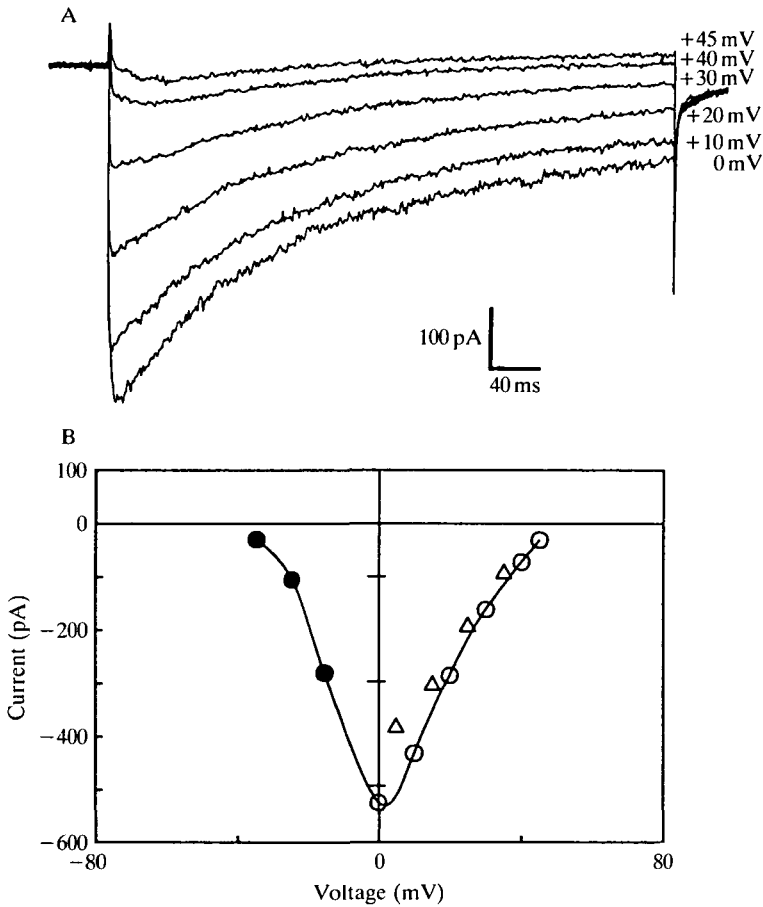 A
+45 mV
+40 mV
+30 mV
+20 mV
+10 mV
0 mV
100 pA
40 ms
B
100
0
−200
−400
−600
Current (pA)
−80
0
80
Voltage (mV)